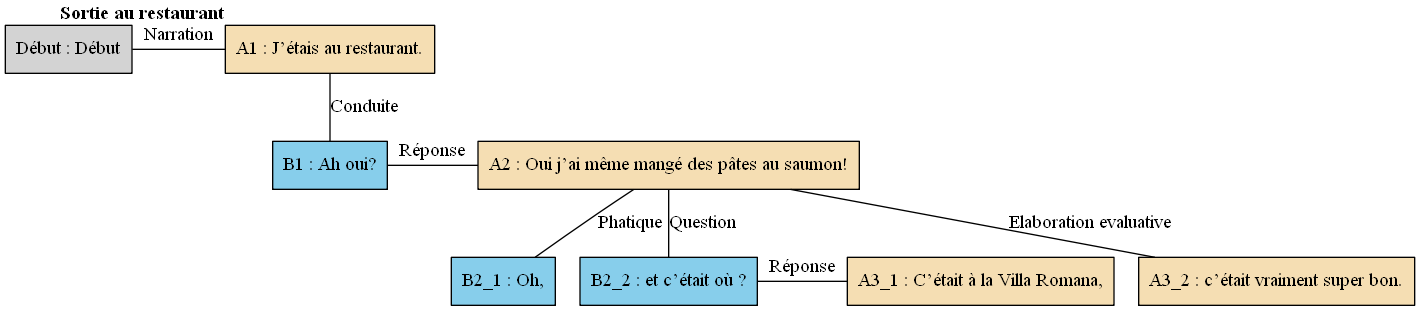 Sortie au restaurant
Début : Début
Narration
A1 : J’étais au restaurant.
Conduite
B1 : Ah oui?
Réponse
A2 : Oui j’ai même mangé des pâtes au saumon!
Phatique
Question
Elaboration evaluative
B2_1 : Oh,
B2_2 : et c’était où ?
Réponse
A3_1 : C’était à la Villa Romana,
A3_2 : c’était vraiment super bon.